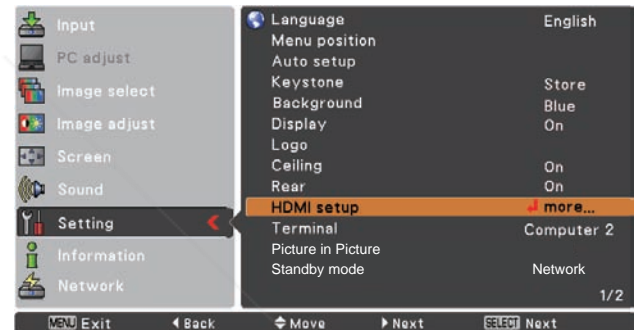 Input
PC adjust
Image select
Image adjust
Screen
Sound
Setting
Information
Network
Language English
Menu position
Auto setup
Keystone Store
Background Blue
Display On
Logo
Ceiling On
Rear On
HDMI setup more...
Terminal Computer 2
Picture in Picture
Standby mode Network
1/2
MENU Exit Back Move Next SELECT Next